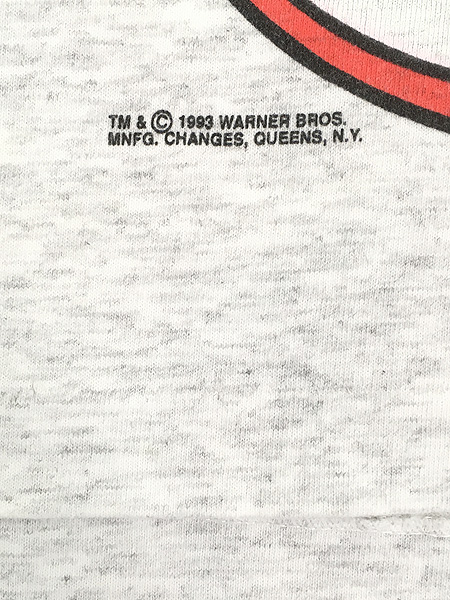 TM & © 1993 WARNER BROS.
MNFG. CHANGES, QUEENS, N.Y.